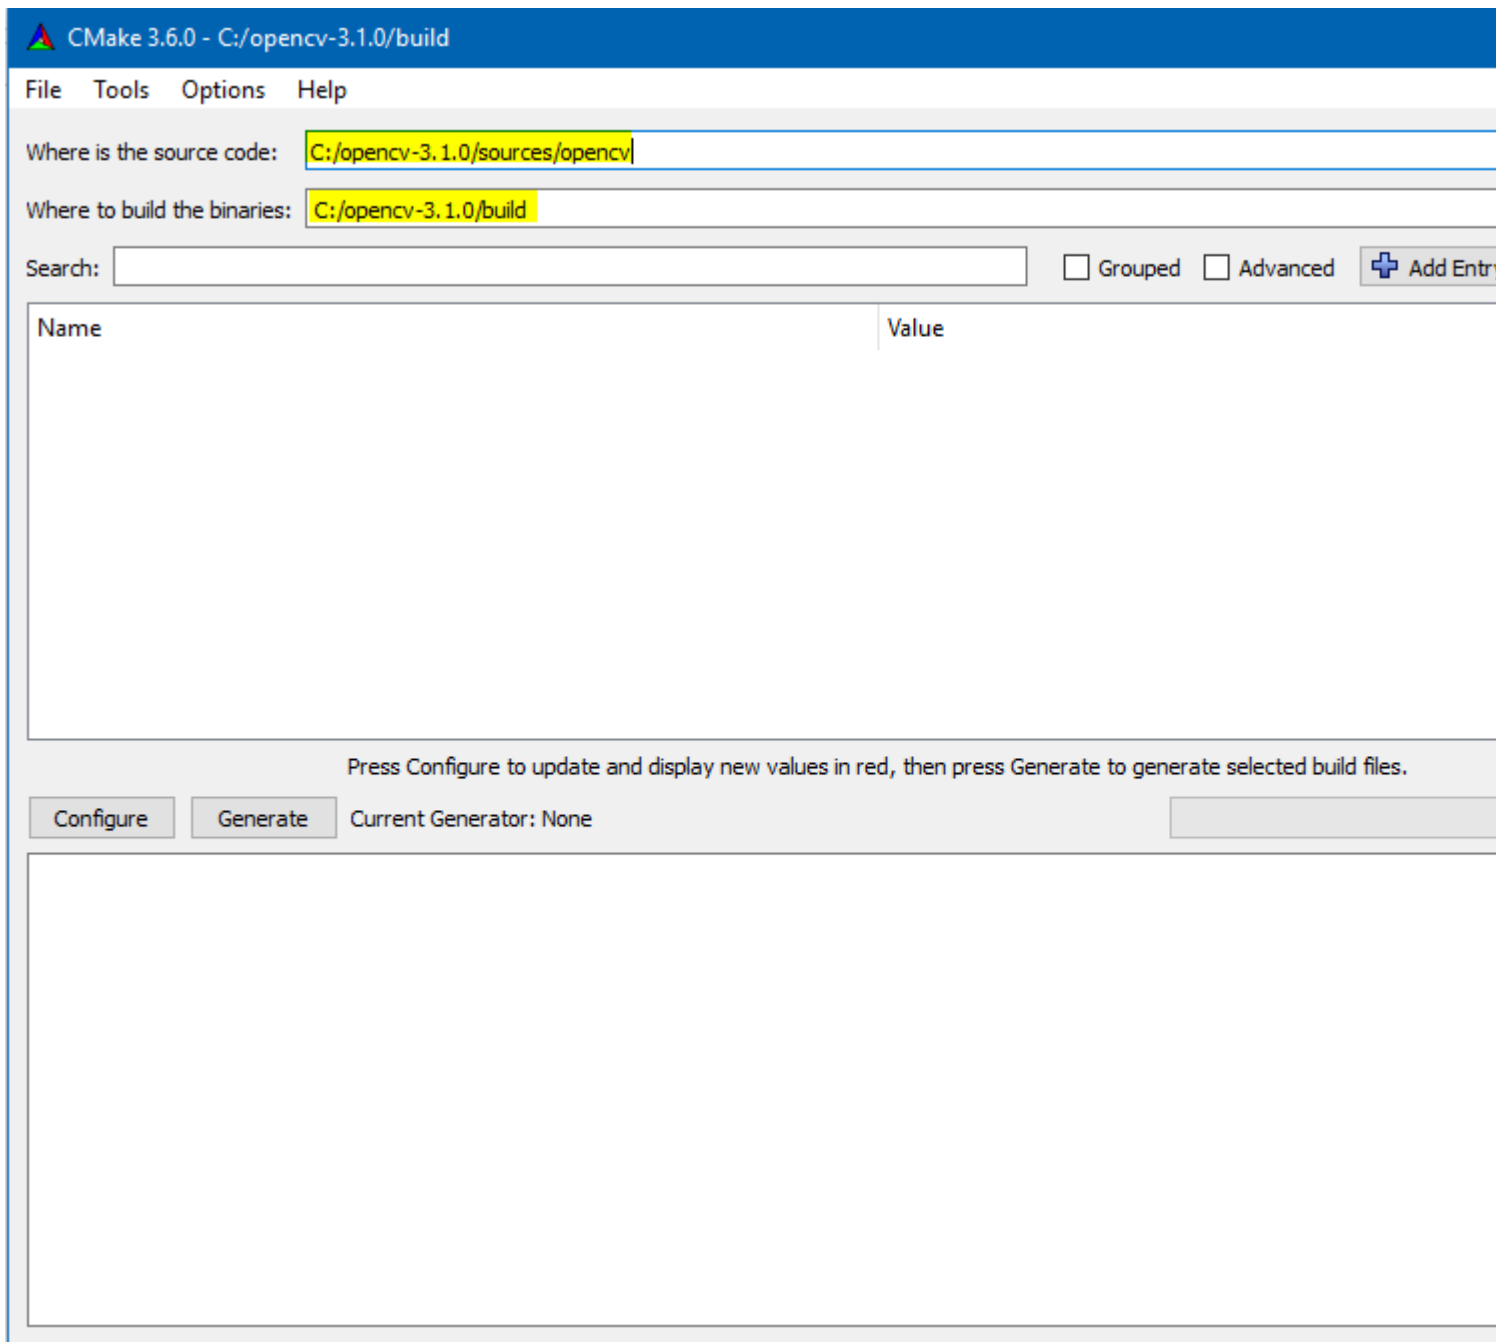 CMake 3.6.0 - C:/opencv-3.1.0/build
File Tools Options Help
Where is the source code: C:/opencv-3.1.0/sources/opencv
Where to build the binaries: C:/opencv-3.1.0/build
Search: Grouped Advanced Add Entry
Name Value
Press Configure to update and display new values in red, then press Generate to generate selected build files.
Configure Generate Current Generator: None